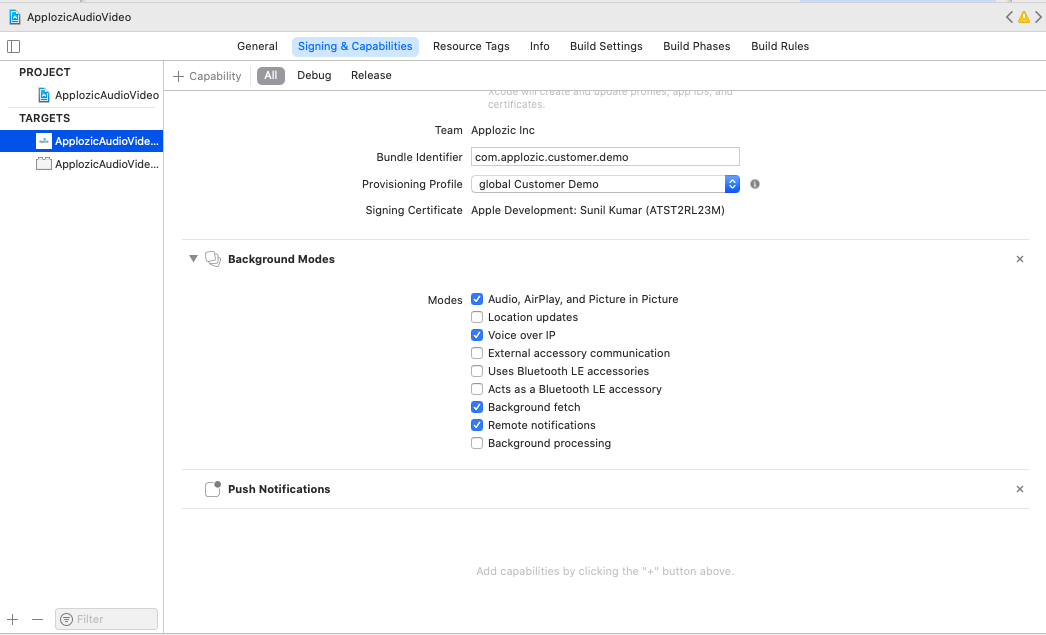 ApplozicAudioVideo
General Signing & Capabilities Resource Tags Info Build Settings Build Phases Build Rules
PROJECT
ApplozicAudioVideo
TARGETS
ApplozicAudioVide...
ApplozicAudioVide...
+ Capability All Debug Release
Xcode will create and update profiles, app IDs, and
certificates.
Team Applozic Inc
Bundle Identifier com.applozic.customer.demo
Provisioning Profile global Customer Demo
Signing Certificate Apple Development: Sunil Kumar (ATST2RL23M)
Background Modes
Modes Audio, AirPlay, and Picture in Picture
Location updates
Voice over IP
External accessory communication
Uses Bluetooth LE accessories
Acts as a Bluetooth LE accessory
Background fetch
Remote notifications
Background processing
Push Notifications
Add capabilities by clicking the "+" button above.
Filter